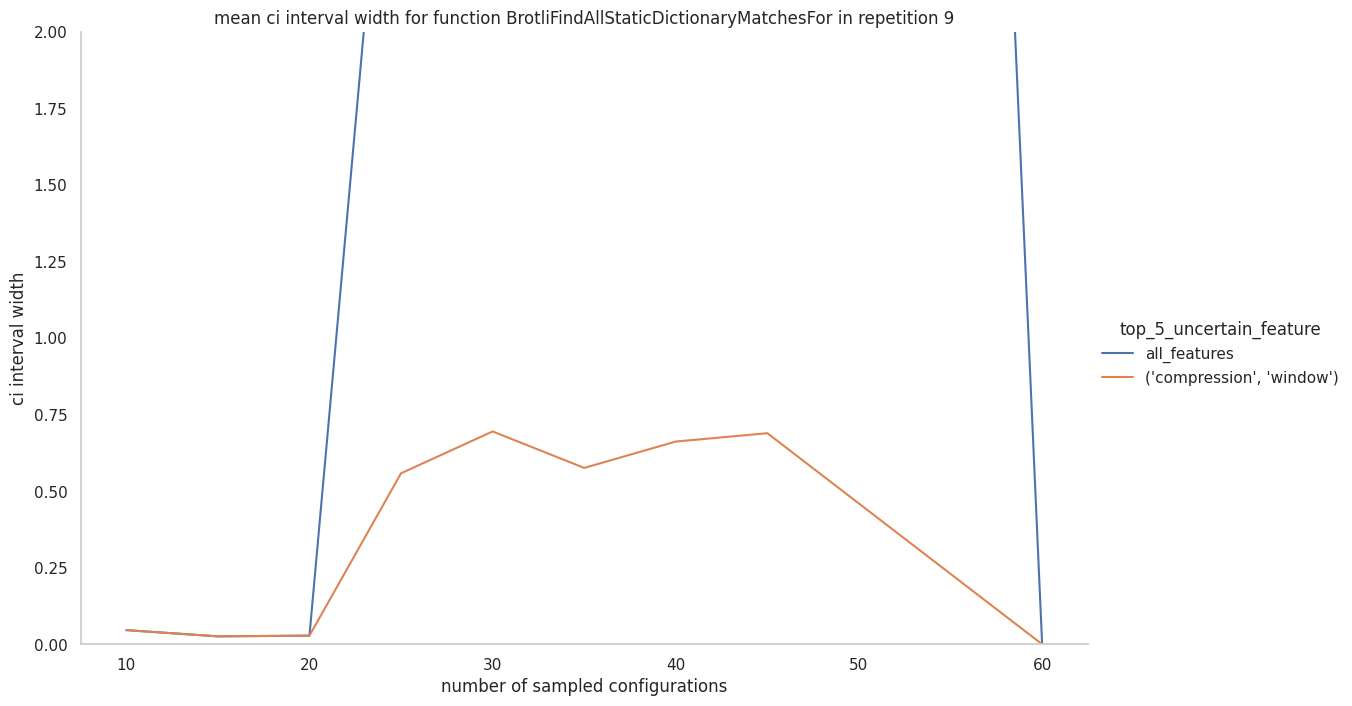 mean ci interval width for function BrotliFindAllStaticDictionaryMatchesFor in repetition 9
2.00
1.75
1.50
1.25
1.00
0.75
0.50
0.25
0.00
ci interval width
10 20 30 40 50 60
number of sampled configurations
top_5_uncertain_feature
all_features
('compression', 'window')